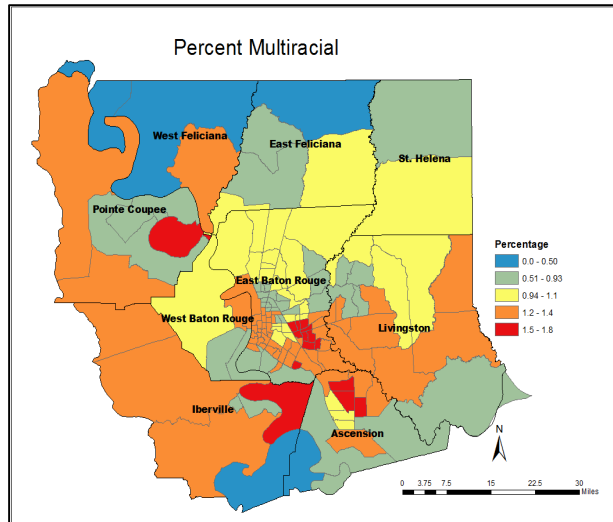 Percent Multiracial
West Feliciana
East Feliciana
St. Helena
Pointe Coupee
East Baton Rouge
West Baton Rouge
Livingston
Iberville
Ascension
Percentage
0.0 - 0.50
0.51 - 0.93
0.94 - 1.1
1.2 - 1.4
1.5 - 1.8
N
0 3.75 7.5 15 22.5 30
Miles